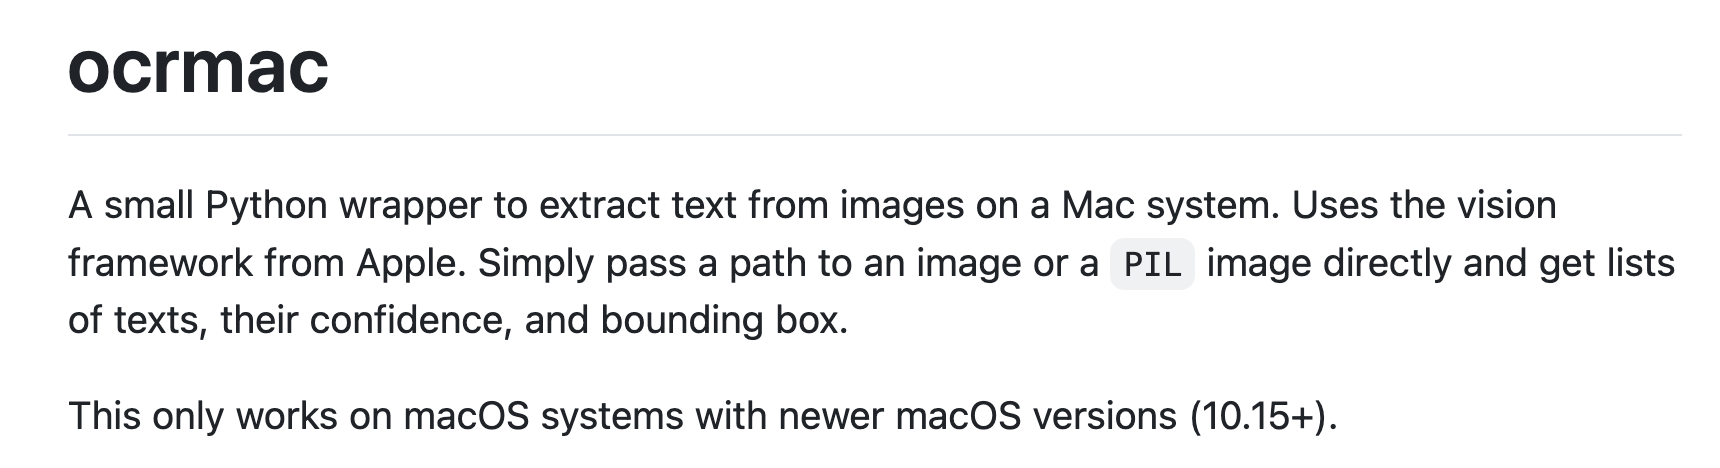 ocrmac
A small Python wrapper to extract text from images on a Mac system. Uses the vision
framework from Apple. Simply pass a path to an image or a PIL image directly and get lists
of texts, their confidence, and bounding box.
This only works on macOS systems with newer macOS versions (10.15+).